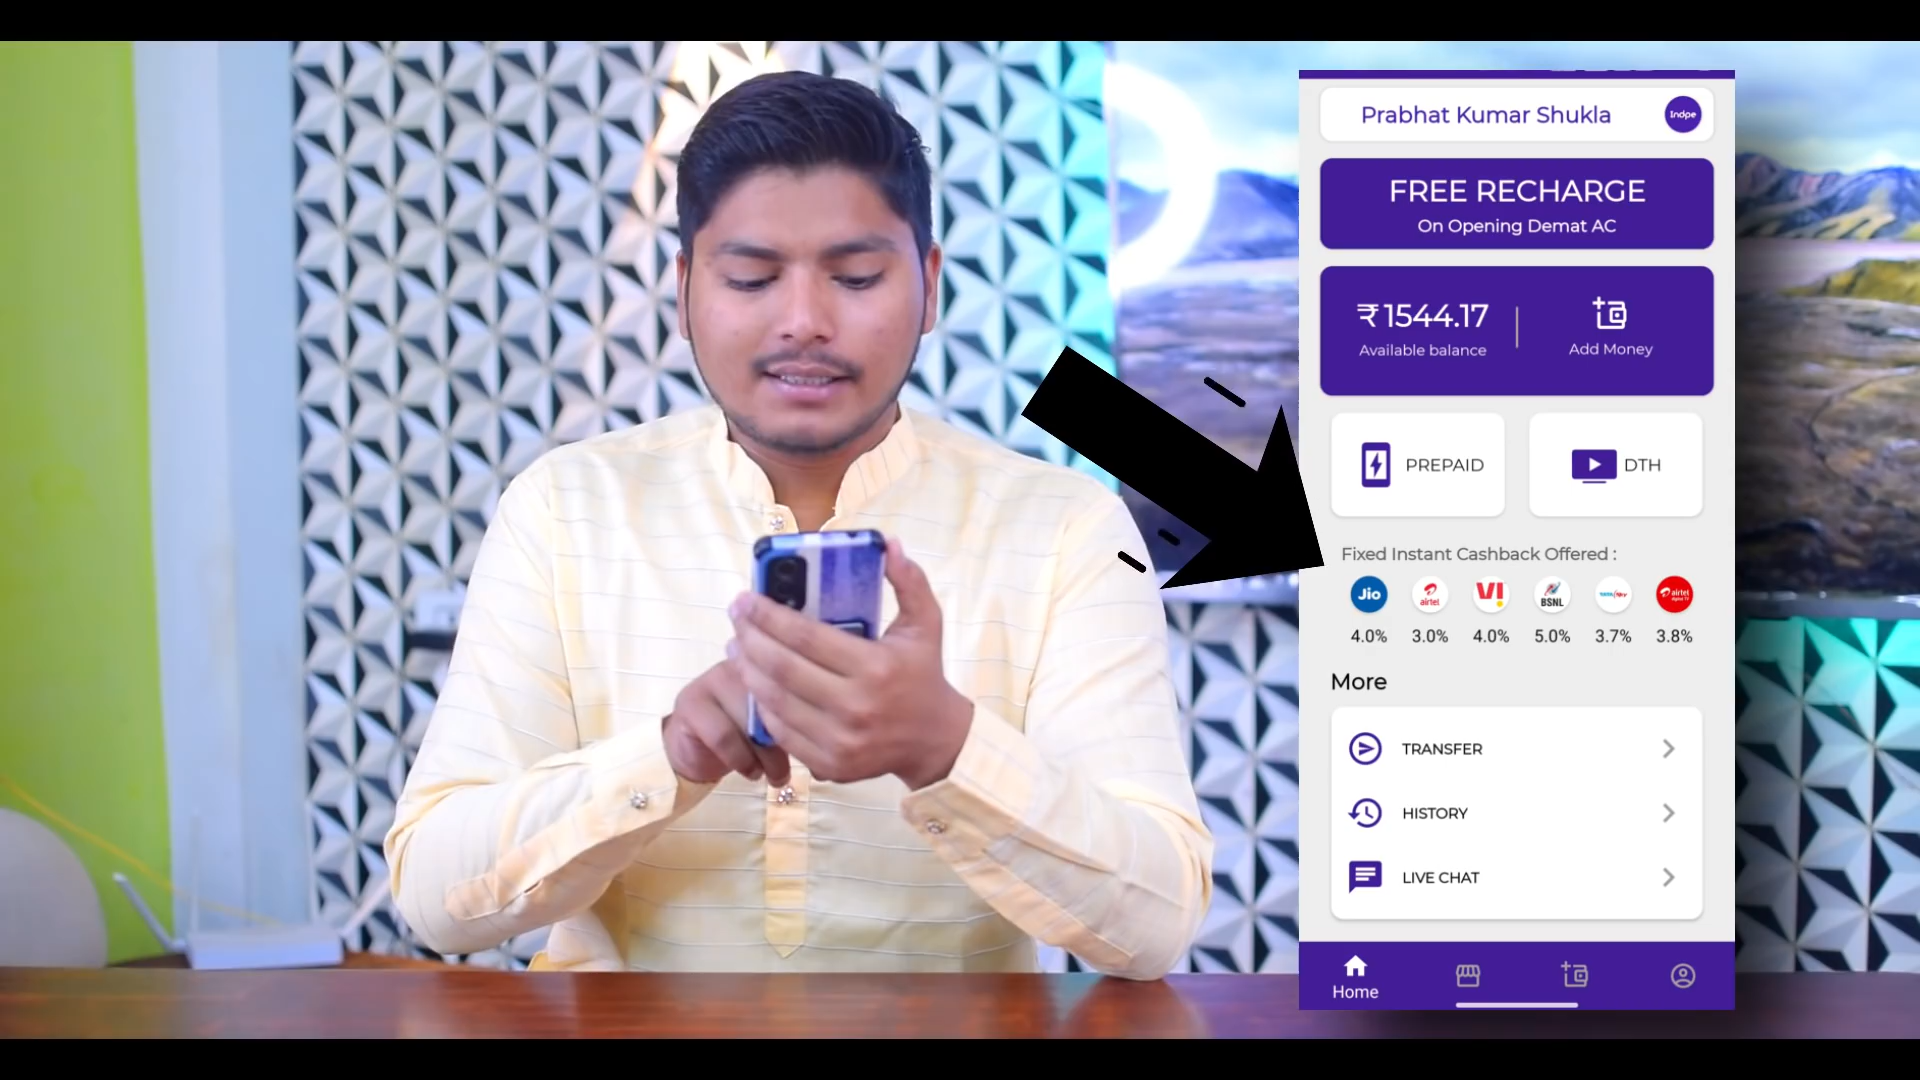 Prabhat Kumar Shukla
Indpe
FREE RECHARGE
On Opening Demat AC
₹1544.17
Available balance
Add Money
PREPAID
DTH
Fixed Instant Cashback Offered :
Jio
airtel
VI
BSNL
airtel
4.0%
3.0%
4.0%
5.0%
3.7%
3.8%
More
TRANSFER
HISTORY
LIVE CHAT
Home